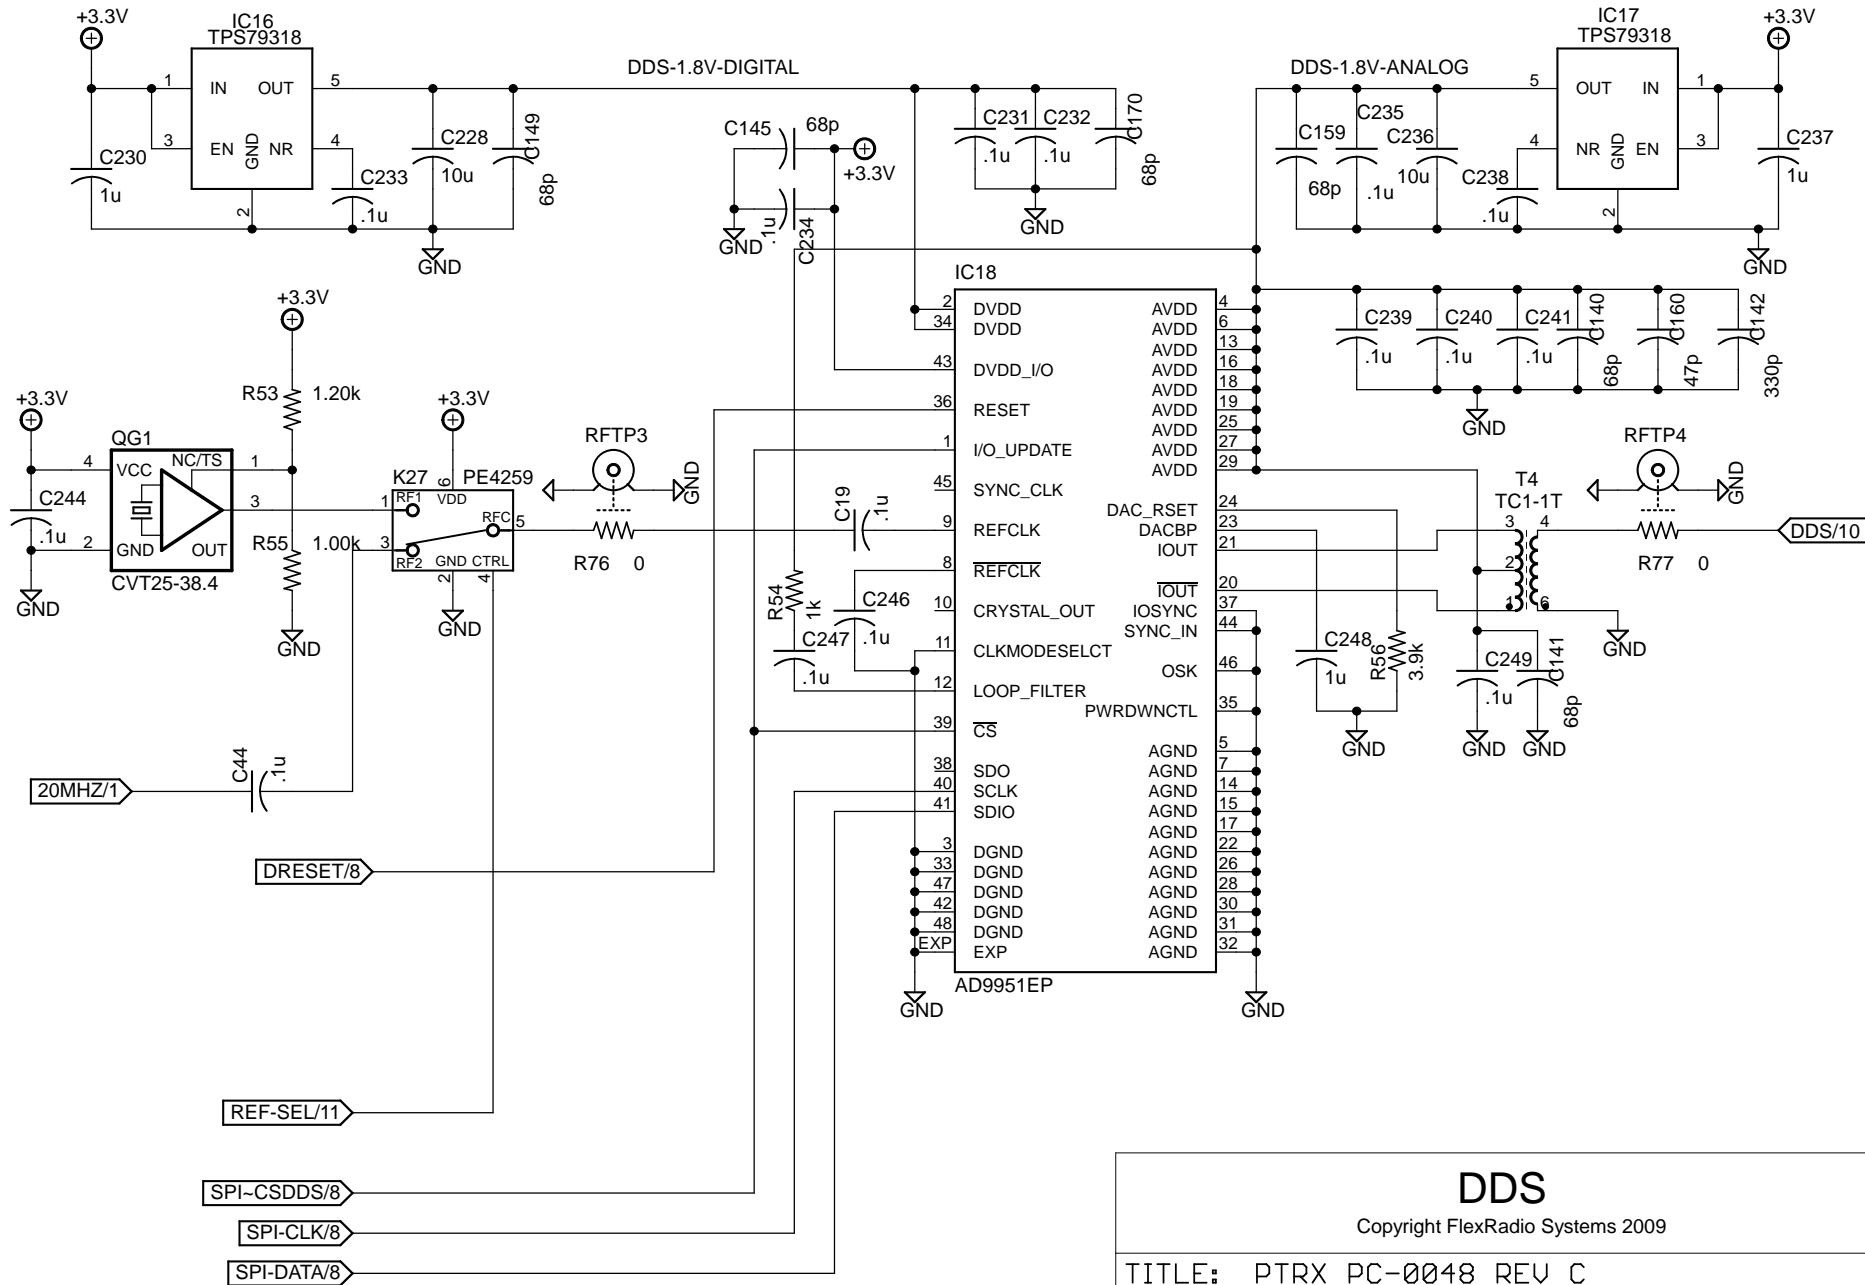 +3.3V
IC16
TPS79318
1
IN
OUT
5
3
EN
GND
NR
4
2
C230
1u
C233
.1u
C228
10u
C149
68p
GND
DDS-1.8V-DIGITAL
C145
68p
+3.3V
.1u
C234
GND
C231
.1u
C232
.1u
C170
68p
GND
DDS-1.8V-ANALOG
IC17
TPS79318
+3.3V
5
OUT
IN
1
4
NR
GND
EN
3
2
C159
68p
C235
.1u
C236
10u
C238
.1u
C237
1u
GND
+3.3V
R53
1.20k
+3.3V
QG1
4
VCC
NC/TS
1
3
2
GND
OUT
CVT25-38.4
C244
.1u
GND
R55
1.00k
GND
+3.3V
K27
PE4259
6
VDD
1
RF1
RFC
5
3
RF2
GND
CTRL
2
4
GND
RFTP3
GND
R76
0
C19
.1u
R54
1k
C246
.1u
C247
.1u
IC18
2
DVDD
34
DVDD
43
DVDD_I/O
36
RESET
1
I/O_UPDATE
45
SYNC_CLK
9
REFCLK
8
REFCLK
10
CRYSTAL_OUT
11
CLKMODESELCT
12
LOOP_FILTER
39
CS
38
SDO
40
SCLK
41
SDIO
3
DGND
33
DGND
47
DGND
42
DGND
48
DGND
EXP
EXP
AVDD
4
AVDD
6
AVDD
13
AVDD
16
AVDD
18
AVDD
19
AVDD
25
AVDD
27
AVDD
29
DAC_RSET
24
DACBP
23
IOUT
21
IOUT
20
IOSYNC
37
SYNC_IN
44
OSK
46
PWRDWNCTL
35
AGND
5
AGND
7
AGND
14
AGND
15
AGND
17
AGND
22
AGND
26
AGND
28
AGND
30
AGND
31
AGND
32
AD9951EP
GND
GND
C239
.1u
C240
.1u
C241
.1u
C140
68p
C160
47p
C142
330p
GND
T4
TC1-1T
3
4
2
1
6
RFTP4
GND
R77
0
DDS/10
GND
C248
1u
R56
3.9k
GND
C249
.1u
C141
68p
GND
GND
C44
.1u
20MHZ/1
DRESET/8
REF-SEL/11
SPI~CSDDS/8
SPI-CLK/8
SPI-DATA/8
DDS
Copyright FlexRadio Systems 2009
TITLE: PTRX PC-0048 REV C